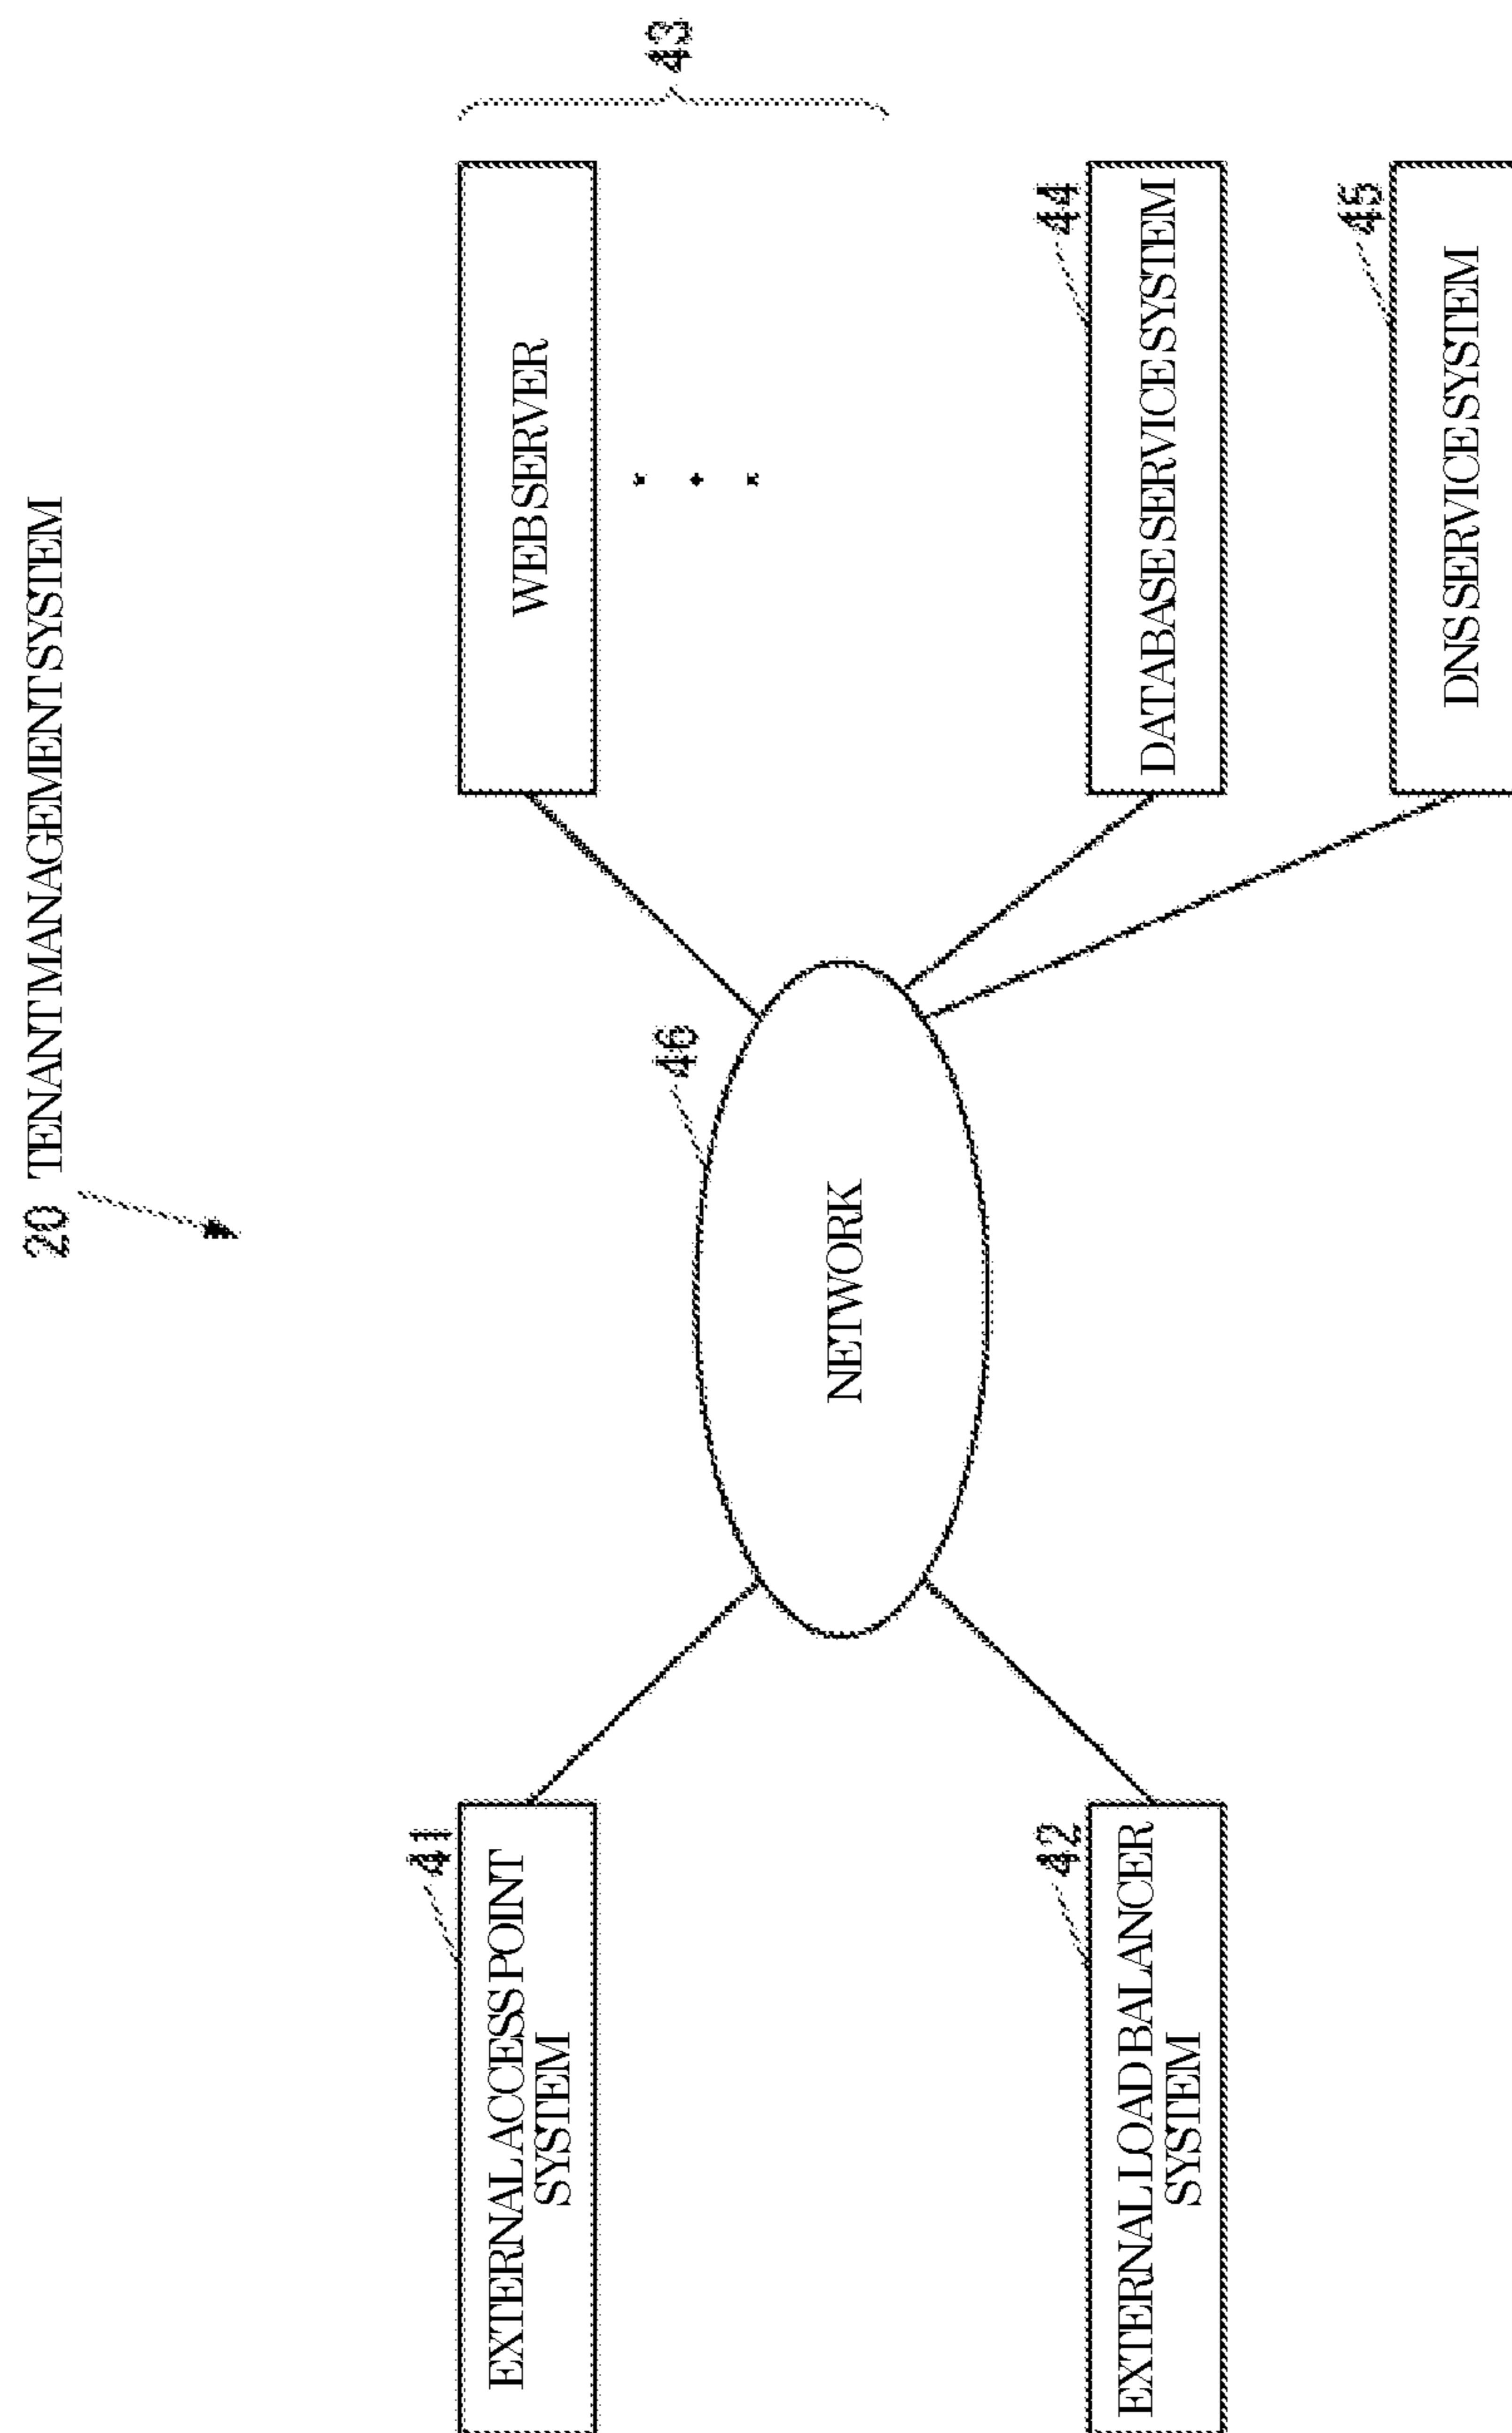 20 TENANT MANAGEMENT SYSTEM
41
EXTERNAL ACCESS POINT
SYSTEM
42
EXTERNAL LOAD BALANCER
SYSTEM
46
NETWORK
WEB SERVER
43
44
DATABASE SERVICE SYSTEM
45
DNS SERVICE SYSTEM